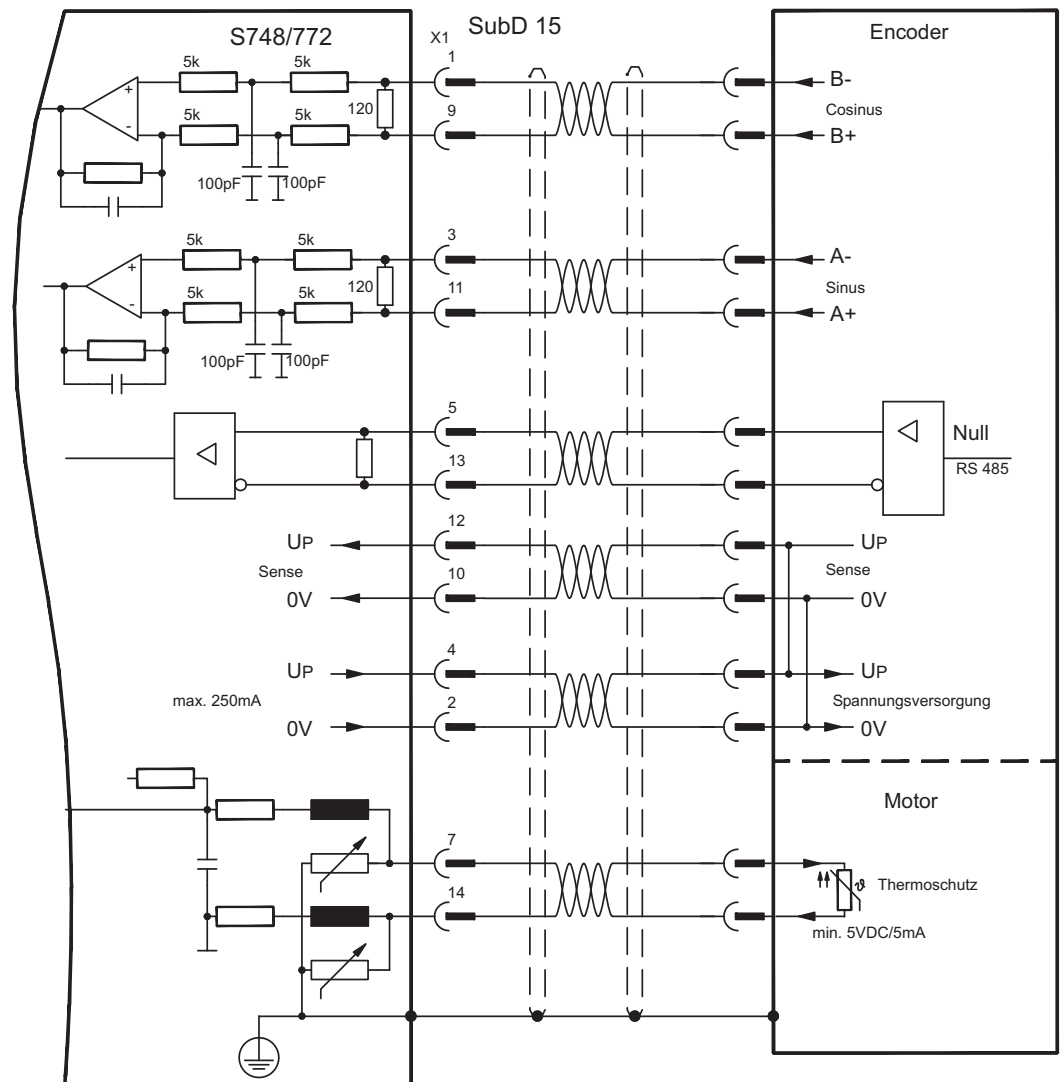 S748/772
X1
SubD 15
Encoder
5k
5k
1
B-
120
Cosinus
9
5k
5k
B+
100pF
100pF
5k
5k
3
A-
120
Sinus
11
5k
5k
A+
100pF
100pF
5
Null
RS 485
13
12
UP
UP
Sense
Sense
10
0V
0V
4
UP
UP
max. 250mA
Spannungsversorgung
2
0V
0V
Motor
7
ϑ Thermoschutz
14
min. 5VDC/5mA